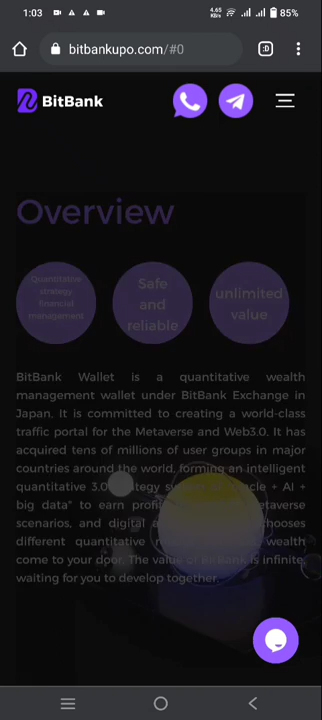 1:03 4.65 KB/s 85%
bitbankupo.com/#0 :D
BitBank
Overview
Quantitative
strategy
financial
management
Safe
and
reliable
unlimited
value
BitBank Wallet is a quantitative wealth
management wallet under BitBank Exchange in
Japan. It is committed to creating a world-class
traffic portal for the Metaverse and Web3.0. It has
acquired tens of millions of user groups in major
countries around the world, forming an intelligent
quantitative 3.0
big data" to earn
scenarios, and digital
different quantitative wealth
come to your door. The value of BitBank is infinite,
waiting for you to develop together.